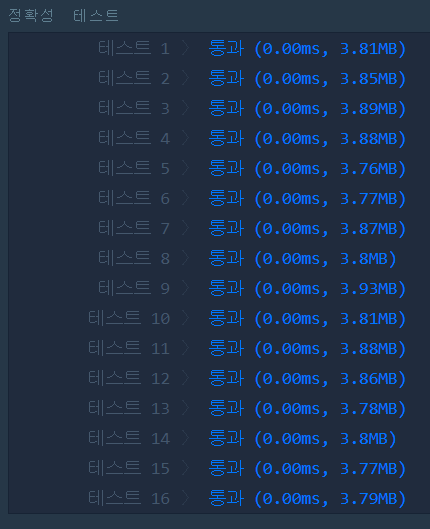 정확성 테스트
테스트 1 〉 통과 (0.00ms, 3.81MB)
테스트 2 〉 통과 (0.00ms, 3.85MB)
테스트 3 〉 통과 (0.00ms, 3.89MB)
테스트 4 〉 통과 (0.00ms, 3.88MB)
테스트 5 〉 통과 (0.00ms, 3.76MB)
테스트 6 〉 통과 (0.00ms, 3.77MB)
테스트 7 〉 통과 (0.00ms, 3.87MB)
테스트 8 〉 통과 (0.00ms, 3.8MB)
테스트 9 〉 통과 (0.00ms, 3.93MB)
테스트 10 〉 통과 (0.00ms, 3.81MB)
테스트 11 〉 통과 (0.00ms, 3.88MB)
테스트 12 〉 통과 (0.00ms, 3.86MB)
테스트 13 〉 통과 (0.00ms, 3.78MB)
테스트 14 〉 통과 (0.00ms, 3.8MB)
테스트 15 〉 통과 (0.00ms, 3.77MB)
테스트 16 〉 통과 (0.00ms, 3.79MB)